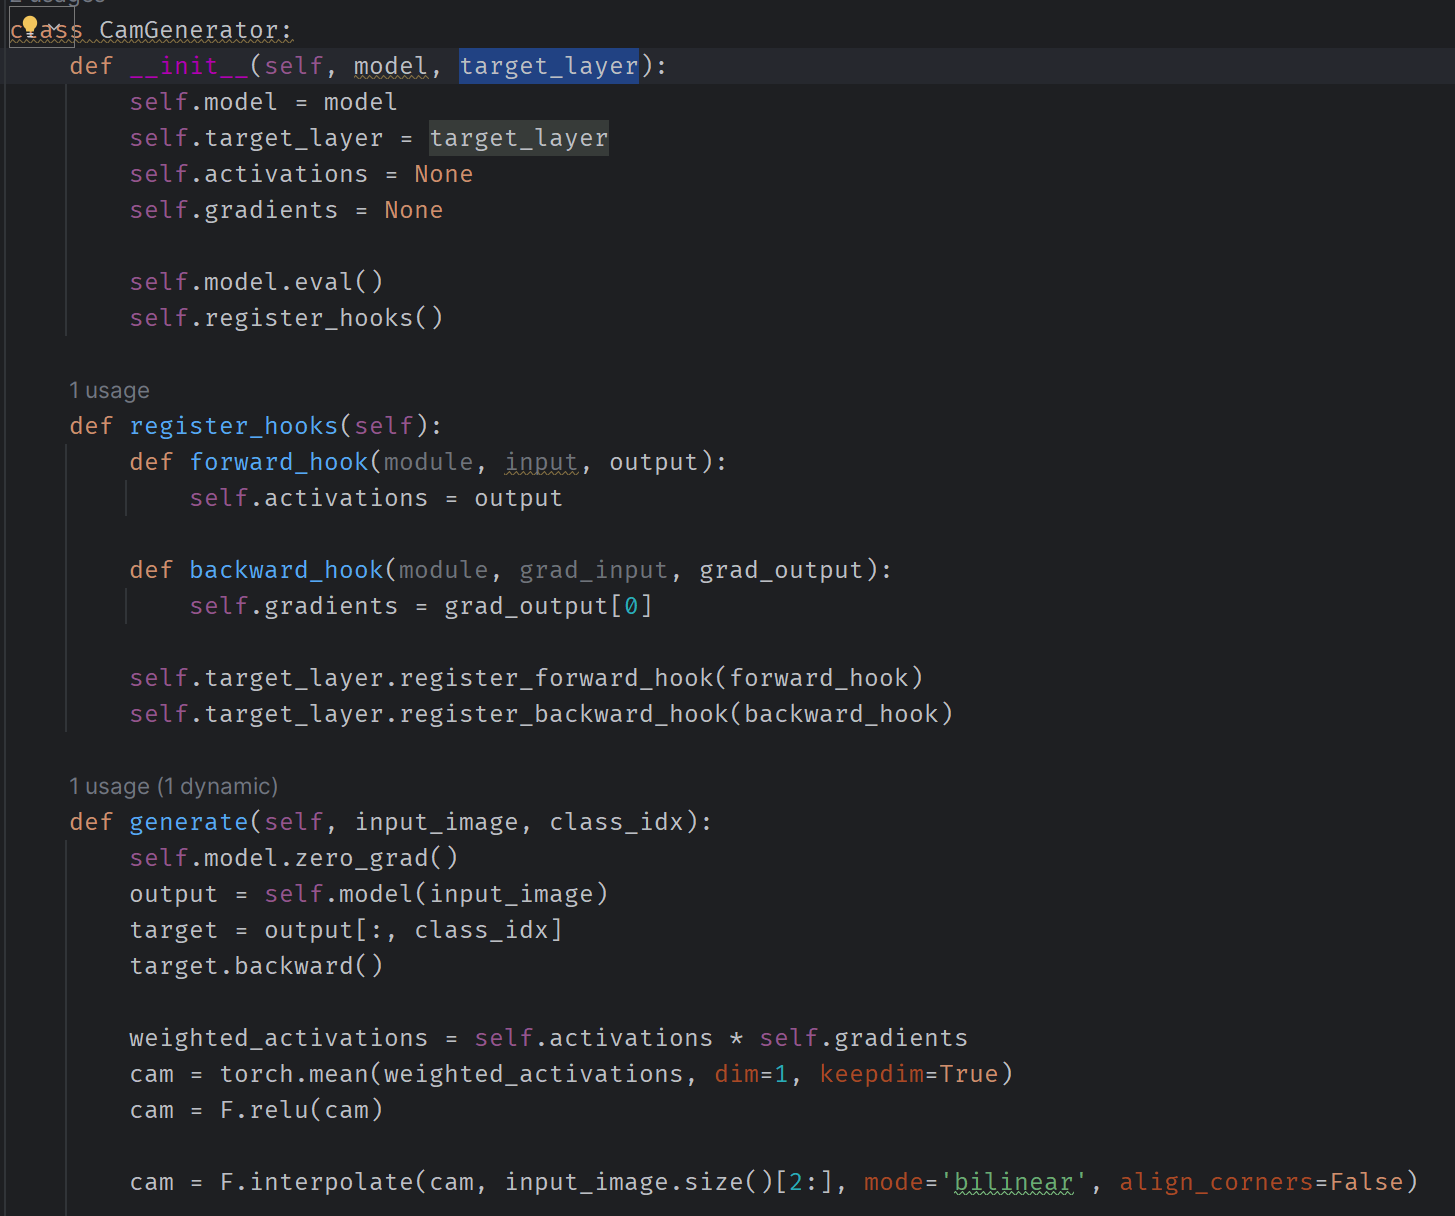 2 usages
class CamGenerator:
    def __init__(self, model, target_layer):
        self.model = model
        self.target_layer = target_layer
        self.activations = None
        self.gradients = None

        self.model.eval()
        self.register_hooks()

    1 usage
    def register_hooks(self):
        def forward_hook(module, input, output):
            self.activations = output

        def backward_hook(module, grad_input, grad_output):
            self.gradients = grad_output[0]

        self.target_layer.register_forward_hook(forward_hook)
        self.target_layer.register_backward_hook(backward_hook)

    1 usage (1 dynamic)
    def generate(self, input_image, class_idx):
        self.model.zero_grad()
        output = self.model(input_image)
        target = output[:, class_idx]
        target.backward()

        weighted_activations = self.activations * self.gradients
        cam = torch.mean(weighted_activations, dim=1, keepdim=True)
        cam = F.relu(cam)

        cam = F.interpolate(cam, input_image.size()[2:], mode='bilinear', align_corners=False)